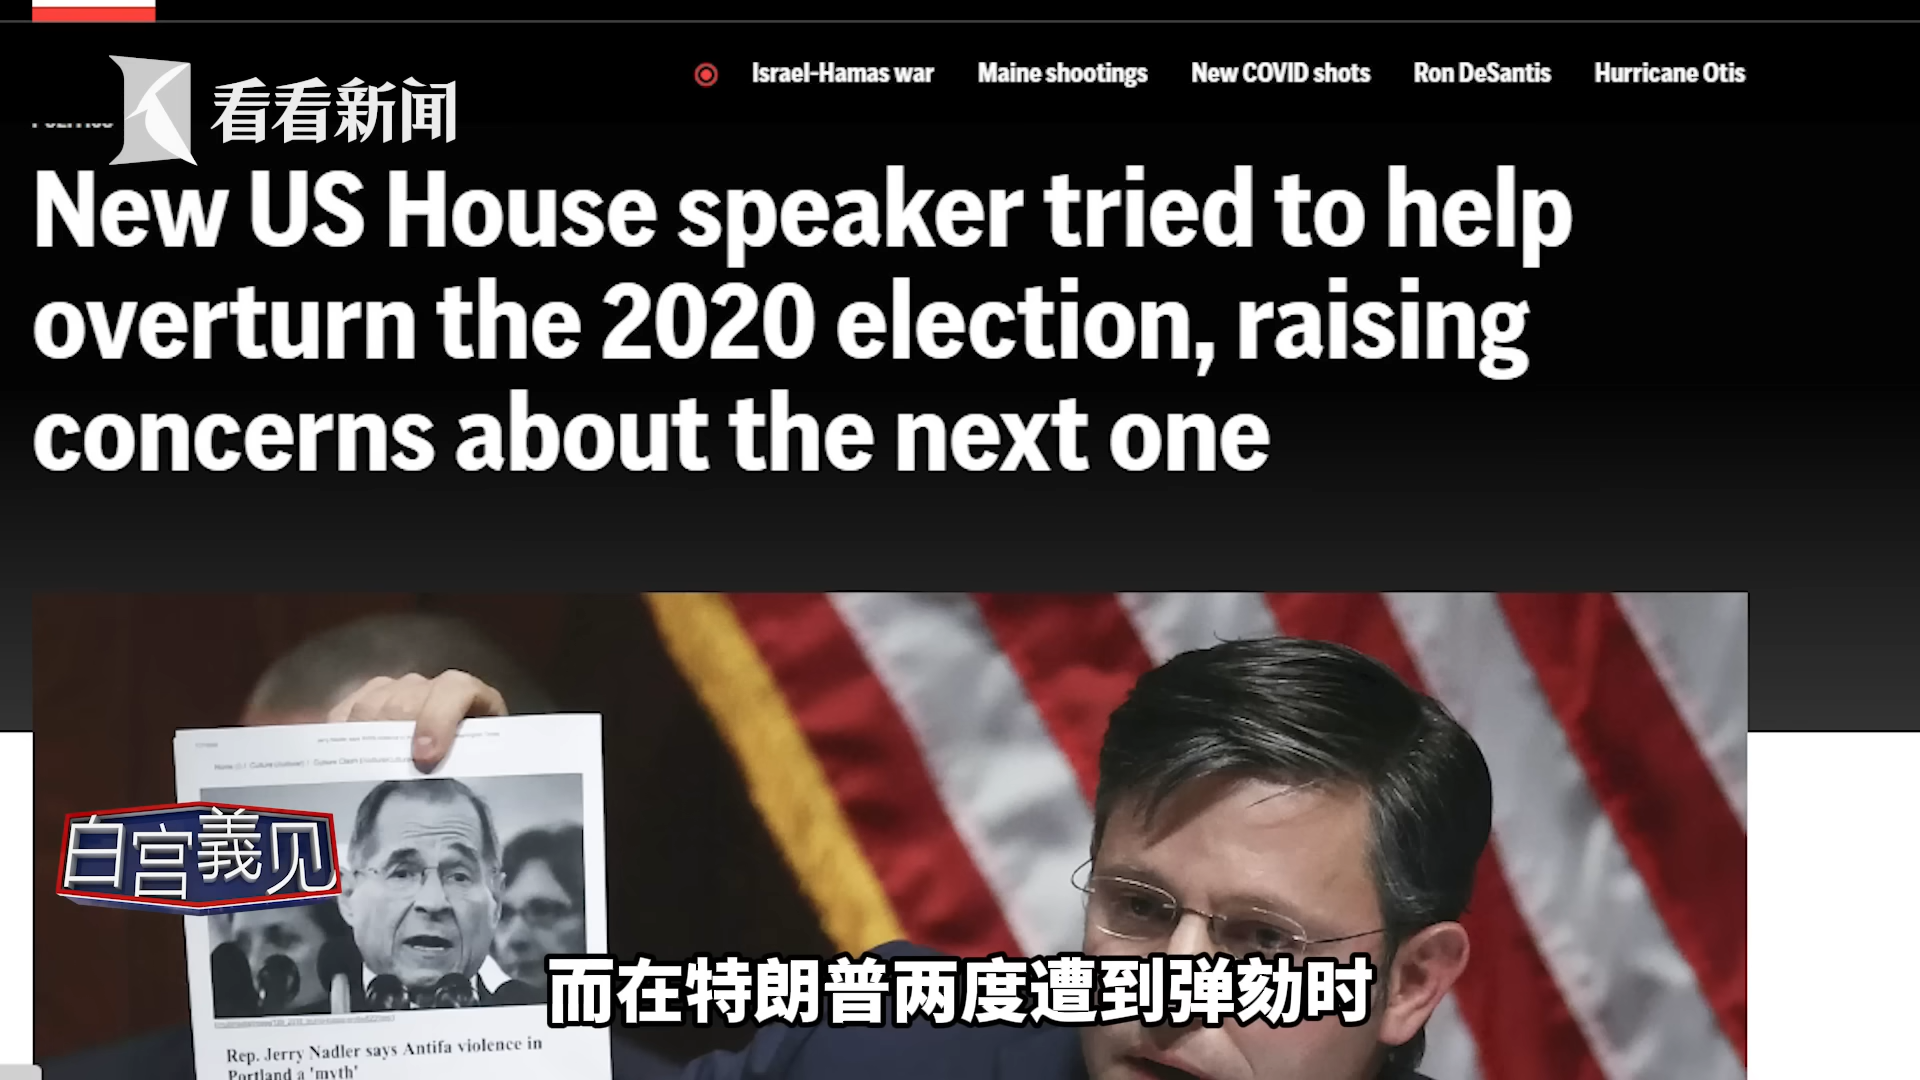 Israel-Hamas war Maine shootings New COVID shots Ron DeSantis Hurricane Otis
看看新闻
POLITICS
New US House speaker tried to help
overturn the 2020 election, raising
concerns about the next one
白宫義见
而在特朗普两度遭到弹劾时
Rep. Jerry Nadler says Antifa violence in
Portland a 'myth'